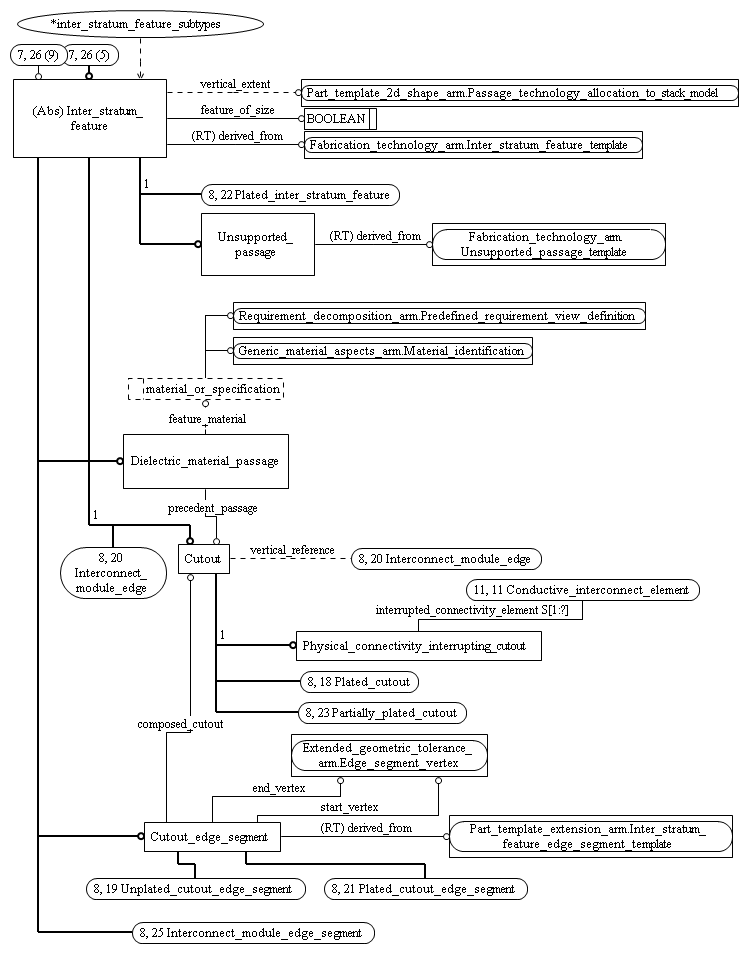 *inter_stratum_feature_subtypes
7, 26 (9)
7, 26 (5)
vertical_extent
Part_template_2d_shape_arm.Passage_technology_allocation_to_stack_model
(Abs) Inter_stratum_
feature
feature_of_size
BOOLEAN
(RT) derived_from
Fabrication_technology_arm.Inter_stratum_feature_template
1
8, 22 Plated_inter_stratum_feature
Unsupported_
passage
(RT) derived_from
Fabrication_technology_arm.
Unsupported_passage_template
Requirement_decomposition_arm.Predefined_requirement_view_definition
Generic_material_aspects_arm.Material_identification
material_or_specification
feature_material
Dielectric_material_passage
precedent_passage
1
8, 20
Interconnect_
module_edge
Cutout
vertical_reference
8, 20 Interconnect_module_edge
11, 11 Conductive_interconnect_element
interrupted_connectivity_element S[1:?]
1
Physical_connectivity_interrupting_cutout
8, 18 Plated_cutout
8, 23 Partially_plated_cutout
composed_cutout
Extended_geometric_tolerance_
arm.Edge_segment_vertex
end_vertex
start_vertex
Cutout_edge_segment
(RT) derived_from
Part_template_extension_arm.Inter_stratum_
feature_edge_segment_template
8, 19 Unplated_cutout_edge_segment
8, 21 Plated_cutout_edge_segment
8, 25 Interconnect_module_edge_segment